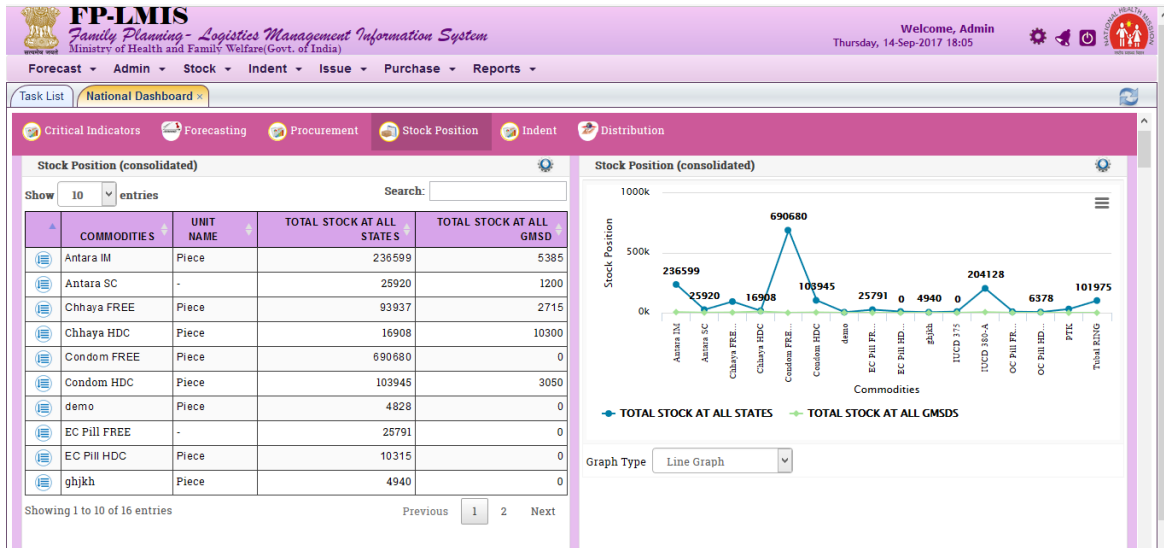 FP-LMIS
Family Planning- Logistics Management Information System
Ministry of Health and Family Welfare(Govt. of India)
सत्यमेव जयते
Welcome, Admin
Thursday, 14-Sep-2017 18:05
NATIONAL HEALTH MISSION
Forecast Admin Stock Indent Issue Purchase Reports
Task List National Dashboard ×
Critical Indicators Forecasting Procurement Stock Position Indent Distribution
Stock Position (consolidated)
Show 10 entries Search:
COMMODITIES UNIT NAME TOTAL STOCK AT ALL STATES TOTAL STOCK AT ALL GMSD
Antara IM Piece 236599 5385
Antara SC - 25920 1200
Chhaya FREE Piece 93937 2715
Chhaya HDC Piece 16908 10300
Condom FREE Piece 690680 0
Condom HDC Piece 103945 3050
demo Piece 4828 0
EC Pill FREE - 25791 0
EC Pill HDC Piece 10315 0
ghjkh Piece 4940 0
Showing 1 to 10 of 16 entries Previous 1 2 Next
Stock Position (consolidated)
1000k
500k
0k
Stock Position
236599 25920 16908 690680 103945 25791 0 4940 0 204128 6378 101975
Antara IM
Antara SC
Chhaya FRE...
Chhaya HDC
Condom FRE...
Condom HDC
demo
EC Pill FR...
EC Pill HD...
ghjkh
IUCD 375
IUCD 380-A
OC Pill FR...
OC Pill HD...
PTK
Tubal RING
Commodities
TOTAL STOCK AT ALL STATES TOTAL STOCK AT ALL GMSDS
Graph Type Line Graph